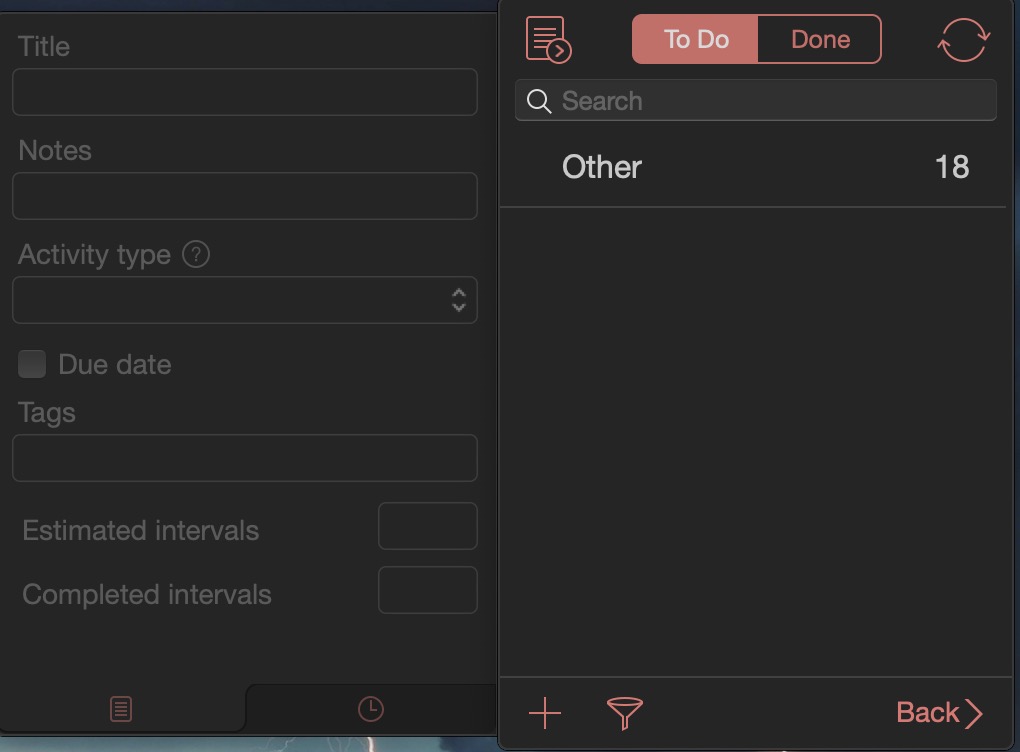 Title
Notes
Activity type ?
Due date
Tags
Estimated intervals
Completed intervals
To Do Done
Search
Other 18
Back